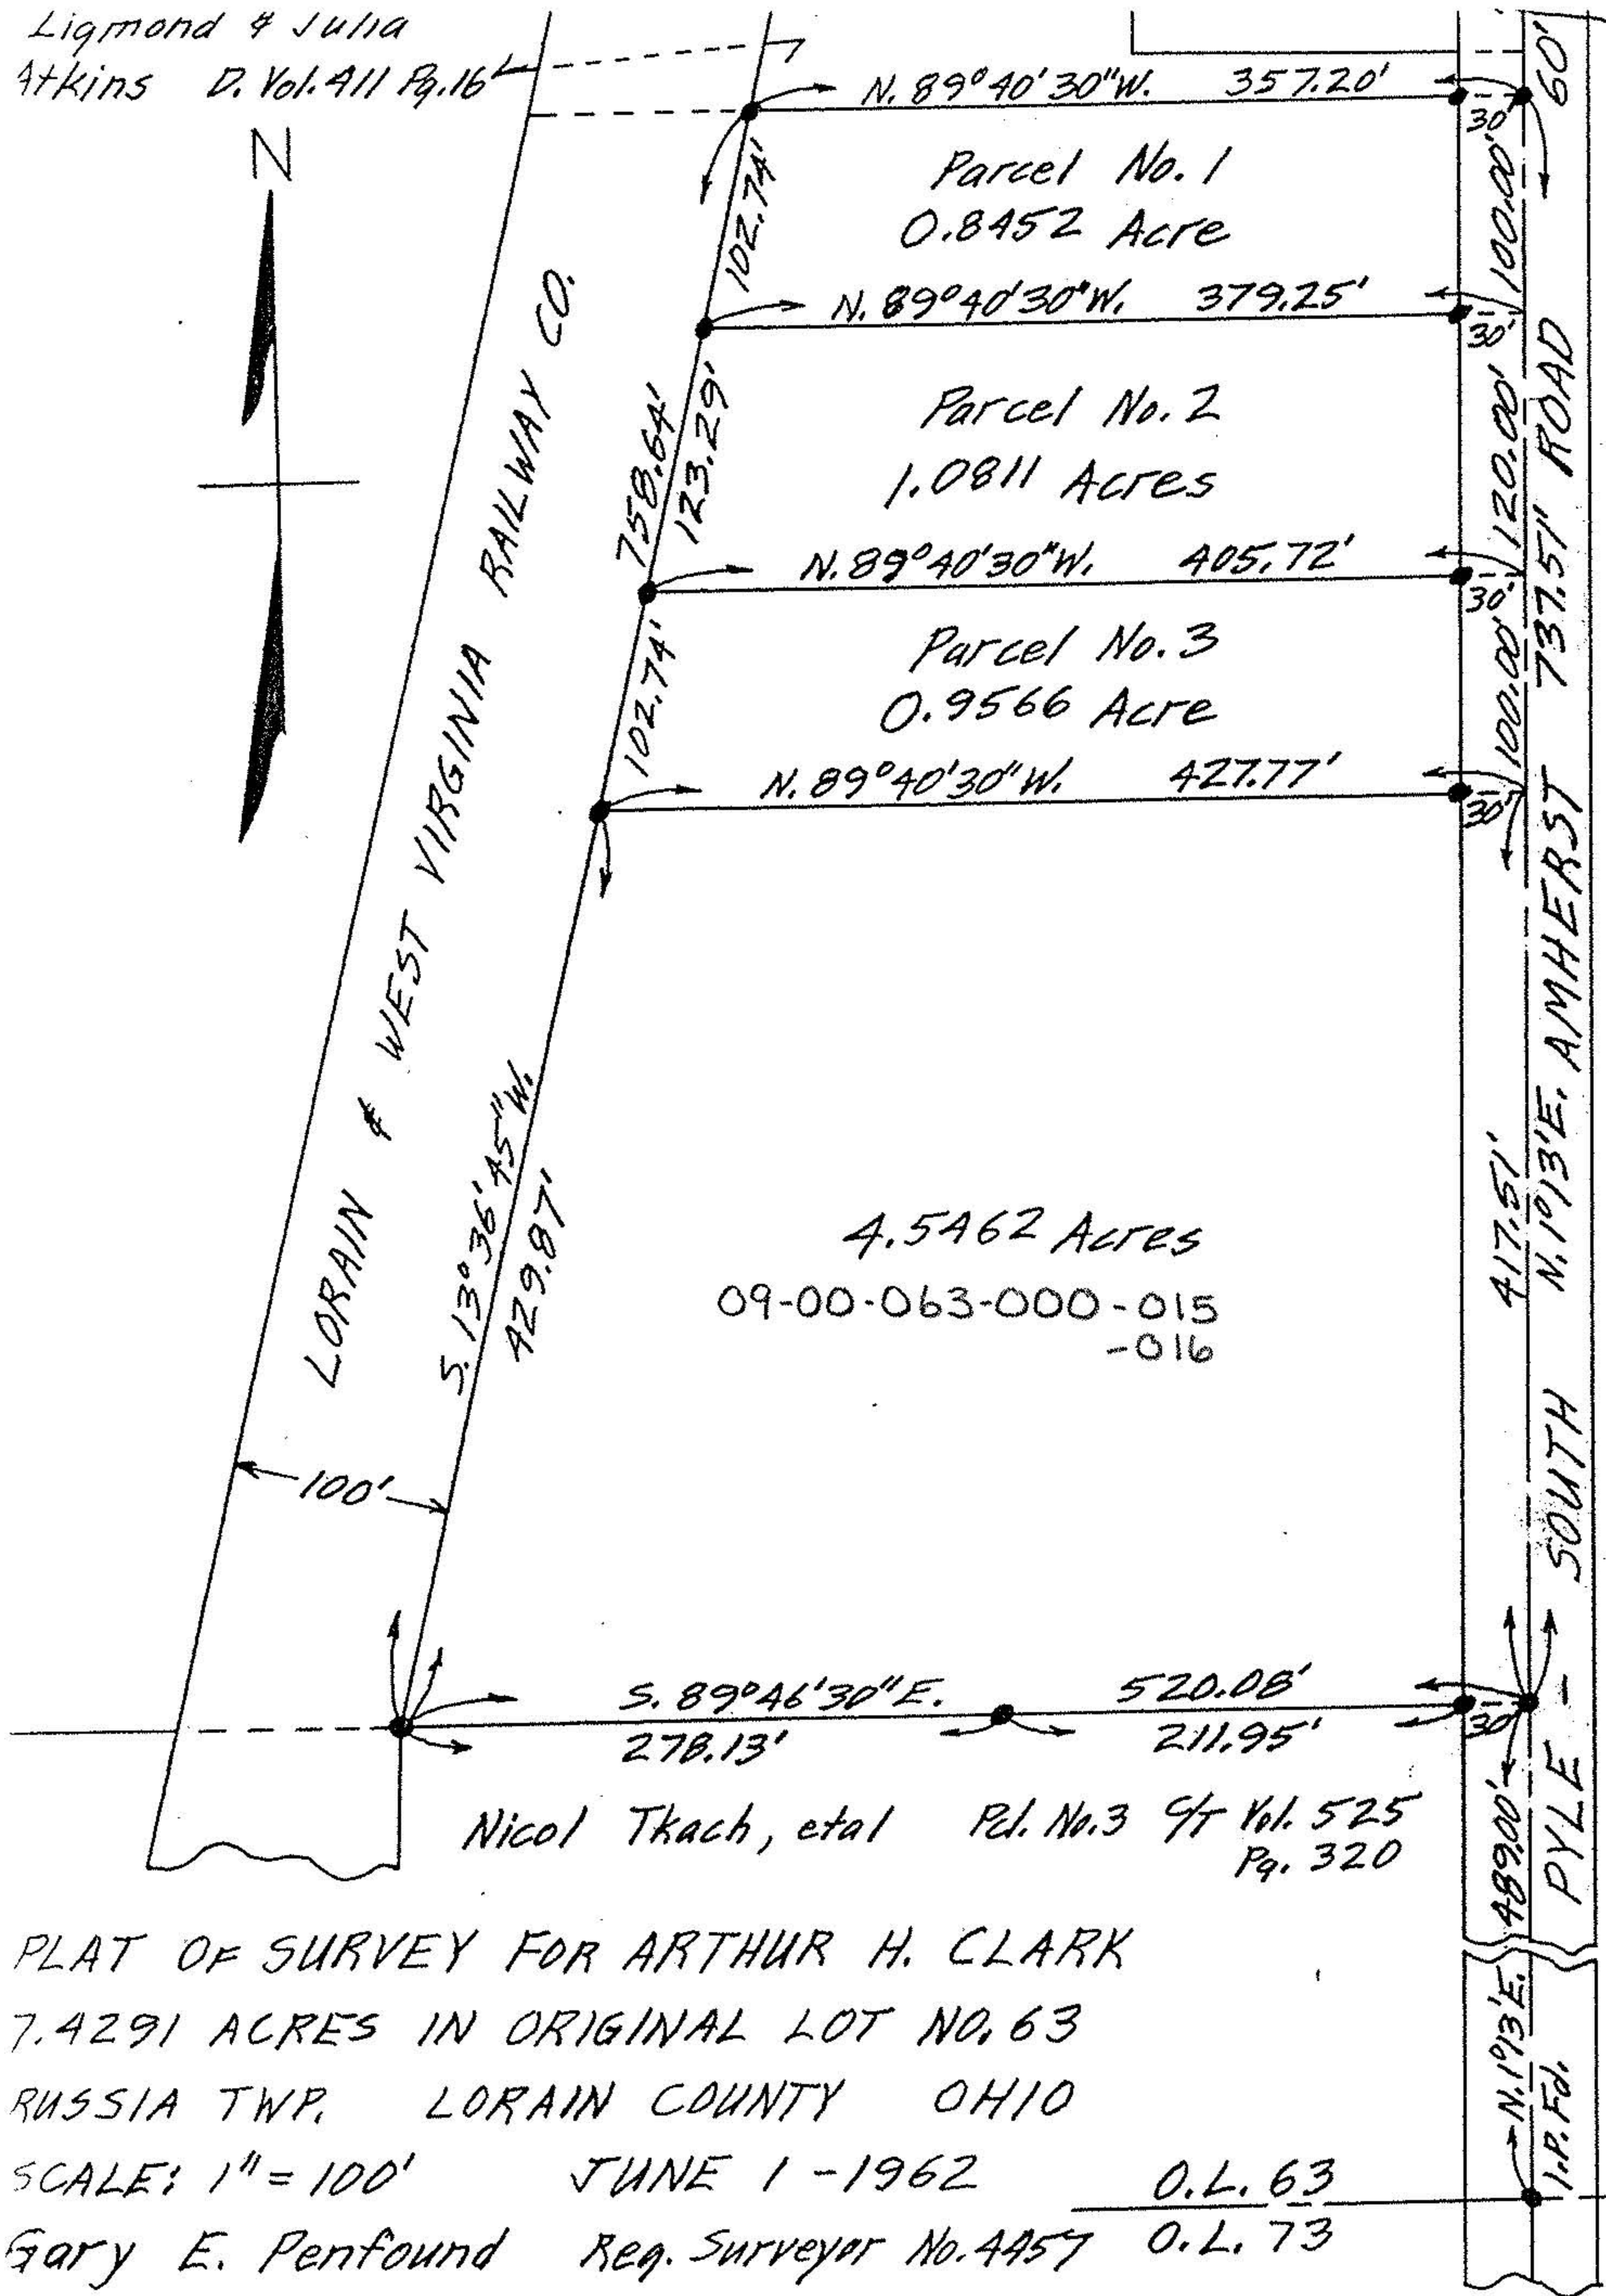 Ligmond & Julia
Atkins D. Vol. 411 Pg. 16
N
N. 89°40'30"W. 357.20'
30'
60'
Parcel No. 1
0.8452 Acre
102.74'
100.00'
N. 89°40'30"W. 379.25'
30'
Parcel No. 2
1.0811 Acres
758.64'
123.29'
120.00'
N. 89°40'30"W. 405.72'
30'
Parcel No. 3
0.9566 Acre
102.74'
100.00'
N. 89°40'30"W. 427.77'
30'
LORAIN & WEST VIRGINIA RAILWAY CO.
S. 13°36'45"W.
429.87'
4.5462 Acres
09-00-063-000-015
-016
417.51'
PYLE - SOUTH N. 1°13'E. AMHERST 737.51' ROAD
100'
S. 89°46'30"E. 520.08'
278.13' 211.95'
30'
Nicol Tkach, etal Pcl. No. 3 C/T Vol. 525
Pg. 320
489.00'
N. 1°13'E.
I.P. Fd.
PLAT OF SURVEY FOR ARTHUR H. CLARK
7.4291 ACRES IN ORIGINAL LOT NO. 63
RUSSIA TWP. LORAIN COUNTY OHIO
SCALE: 1" = 100' JUNE 1 - 1962
O.L. 63
Gary E. Penfound Reg. Surveyor No. 4457
O.L. 73